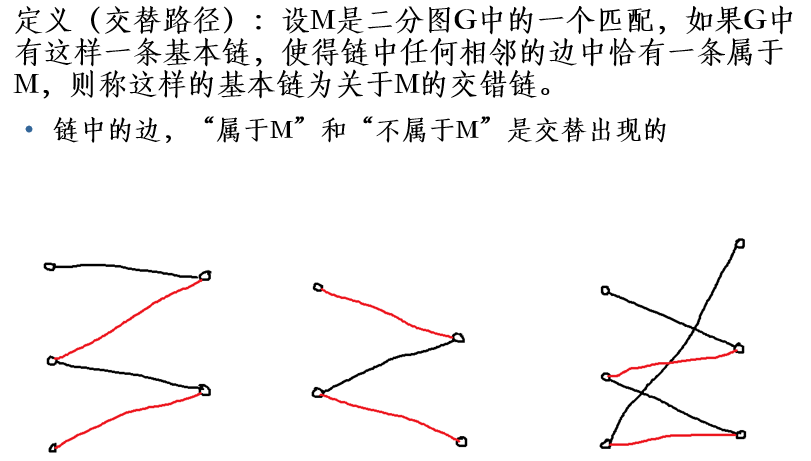 定义（交替路径）：设M是二分图G中的一个匹配，如果G中
有这样一条基本链，使得链中任何相邻的边中恰有一条属于
M，则称这样的基本链为关于M的交错链。
• 链中的边，“属于M”和“不属于M”是交替出现的